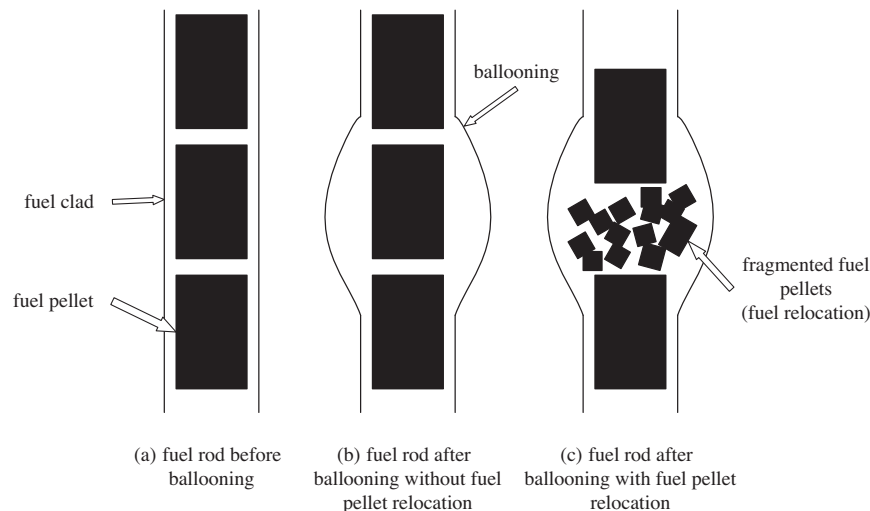 ballooning
fuel clad
fuel pellet
fragmented fuel
pellets
(fuel relocation)
(a) fuel rod before
ballooning
(b) fuel rod after
ballooning without fuel
pellet relocation
(c) fuel rod after
ballooning with fuel pellet
relocation